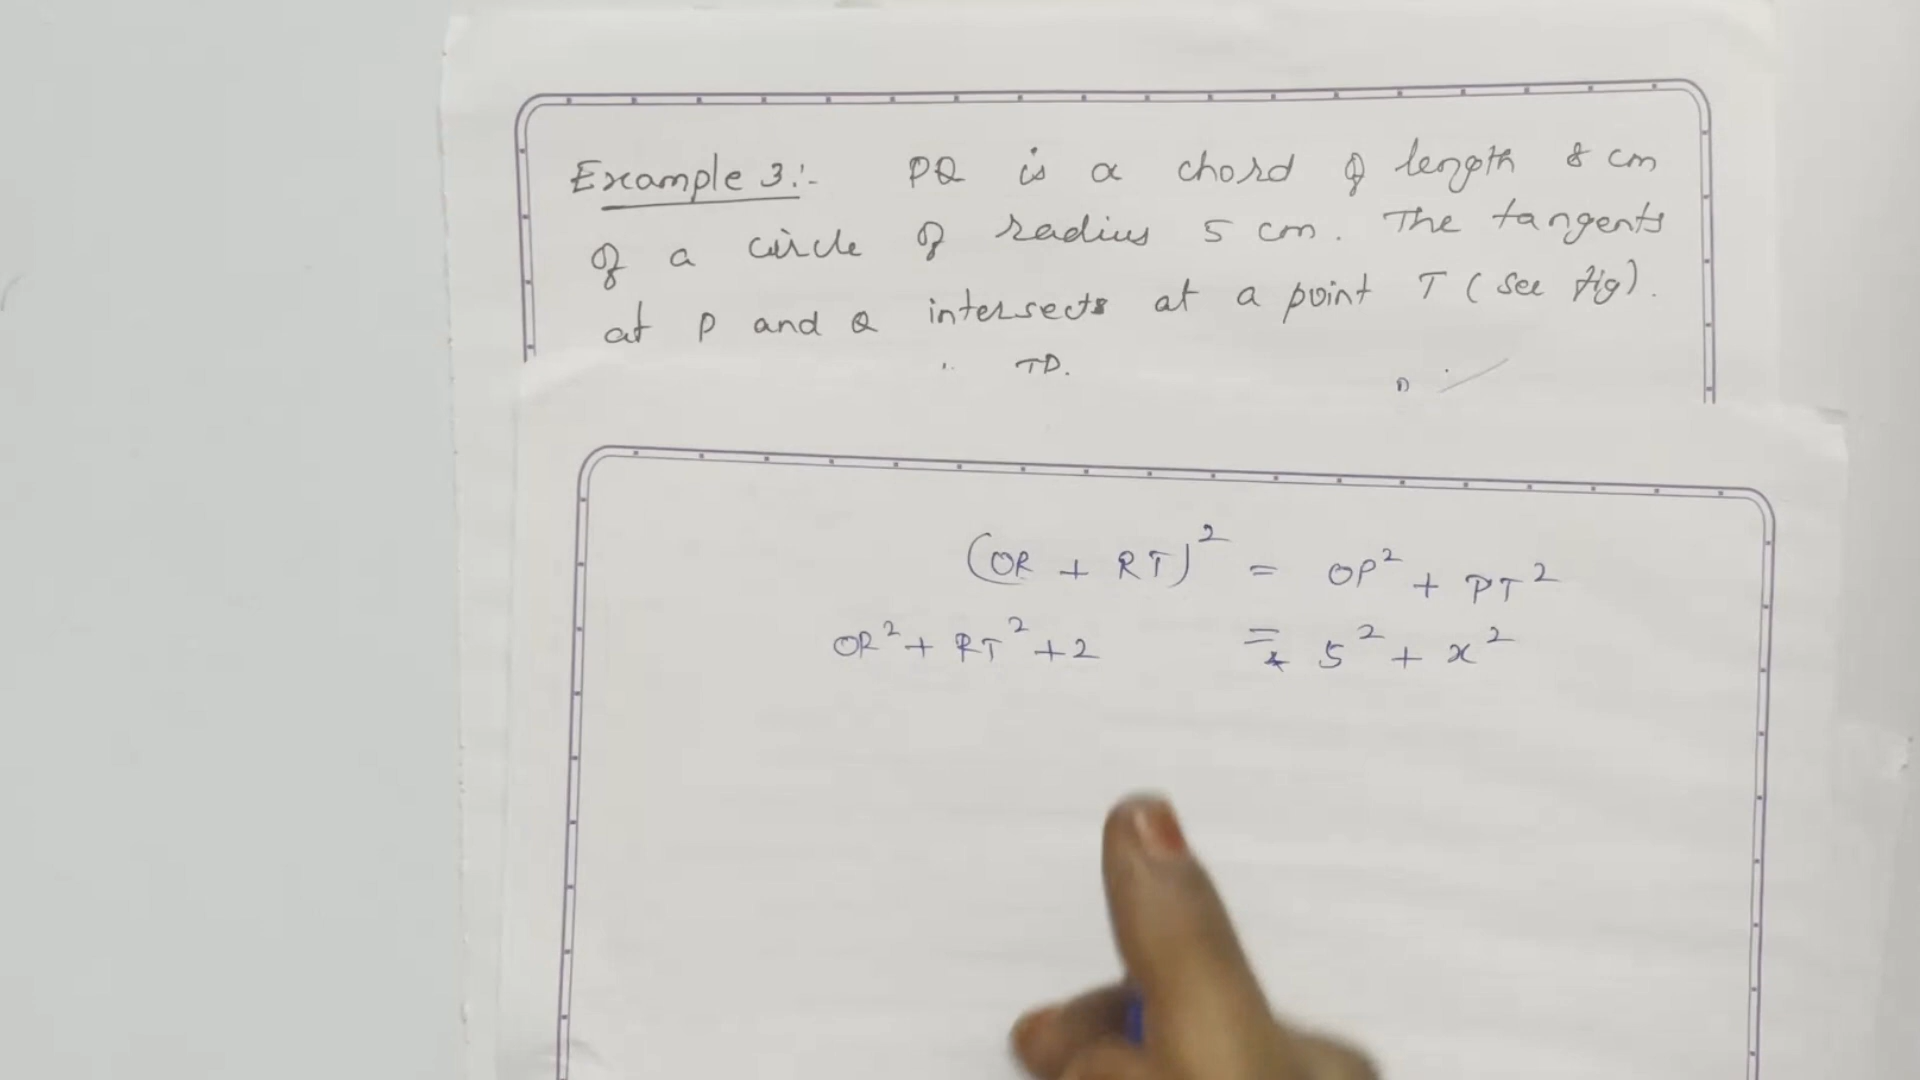 Example 3:- PQ is a chord of length 8 cm
of a circle of radius 5 cm. The tangents
at P and Q intersects at a point T (see fig).
(OR + RT)² = OP² + PT²
OR² + RT² + 2 = 5² + x²